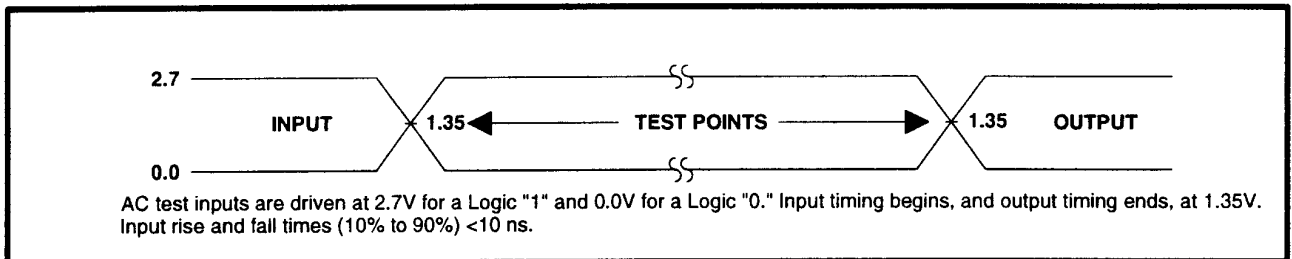 2.7
INPUT 1.35 TEST POINTS 1.35 OUTPUT
0.0
AC test inputs are driven at 2.7V for a Logic "1" and 0.0V for a Logic "0." Input timing begins, and output timing ends, at 1.35V.
Input rise and fall times (10% to 90%) <10 ns.